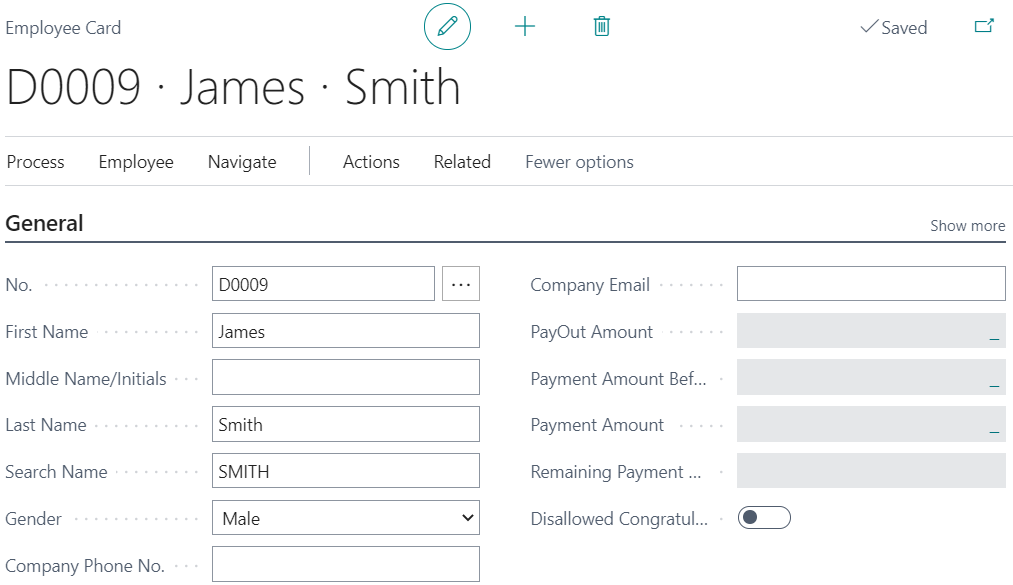 Employee Card
Saved
D0009 · James · Smith
Process Employee Navigate Actions Related Fewer options
General Show more
No. D0009 ...
First Name James
Middle Name/Initials
Last Name Smith
Search Name SMITH
Gender Male
Company Phone No.
Company Email
PayOut Amount _
Payment Amount Bef... _
Payment Amount _
Remaining Payment ...
Disallowed Congratul...